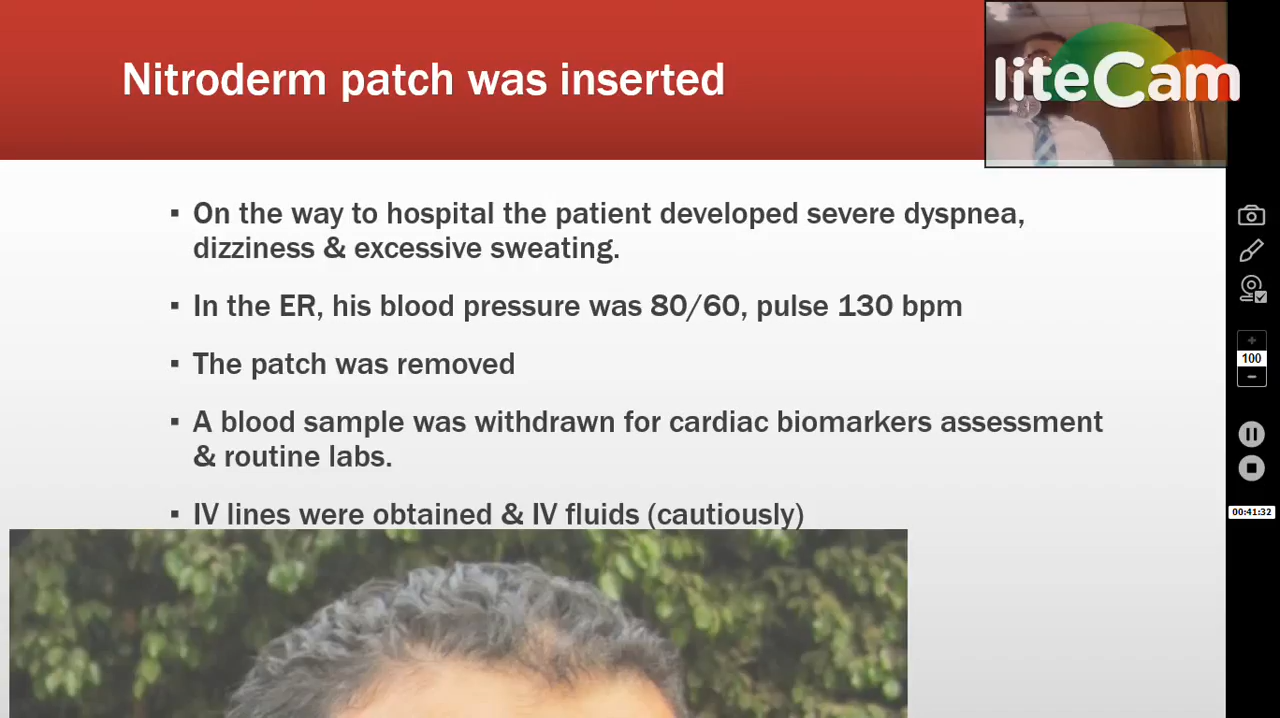 Nitroderm patch was inserted
liteCam
▪ On the way to hospital the patient developed severe dyspnea,
dizziness & excessive sweating.
▪ In the ER, his blood pressure was 80/60, pulse 130 bpm
▪ The patch was removed
▪ A blood sample was withdrawn for cardiac biomarkers assessment
& routine labs.
▪ IV lines were obtained & IV fluids (cautiously)
100
00:41:32